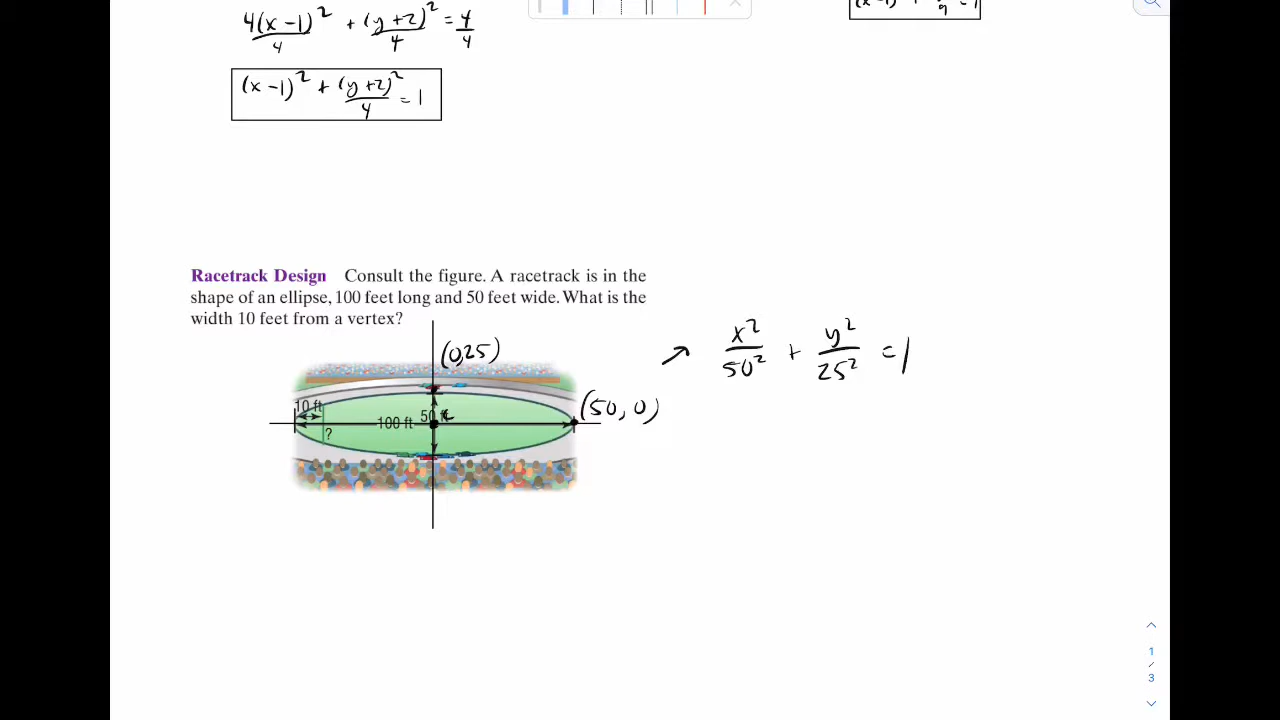 4(x-1)²/4 + (y+2)²/4 = 4/4
(x-1)² + (y+2)²/4 = 1
Racetrack Design Consult the figure. A racetrack is in the
shape of an ellipse, 100 feet long and 50 feet wide. What is the
width 10 feet from a vertex?
(0,25)
→ x²/50² + y²/25² = 1
10 ft
100 ft
50 ft
(50, 0)
?
1
/
3